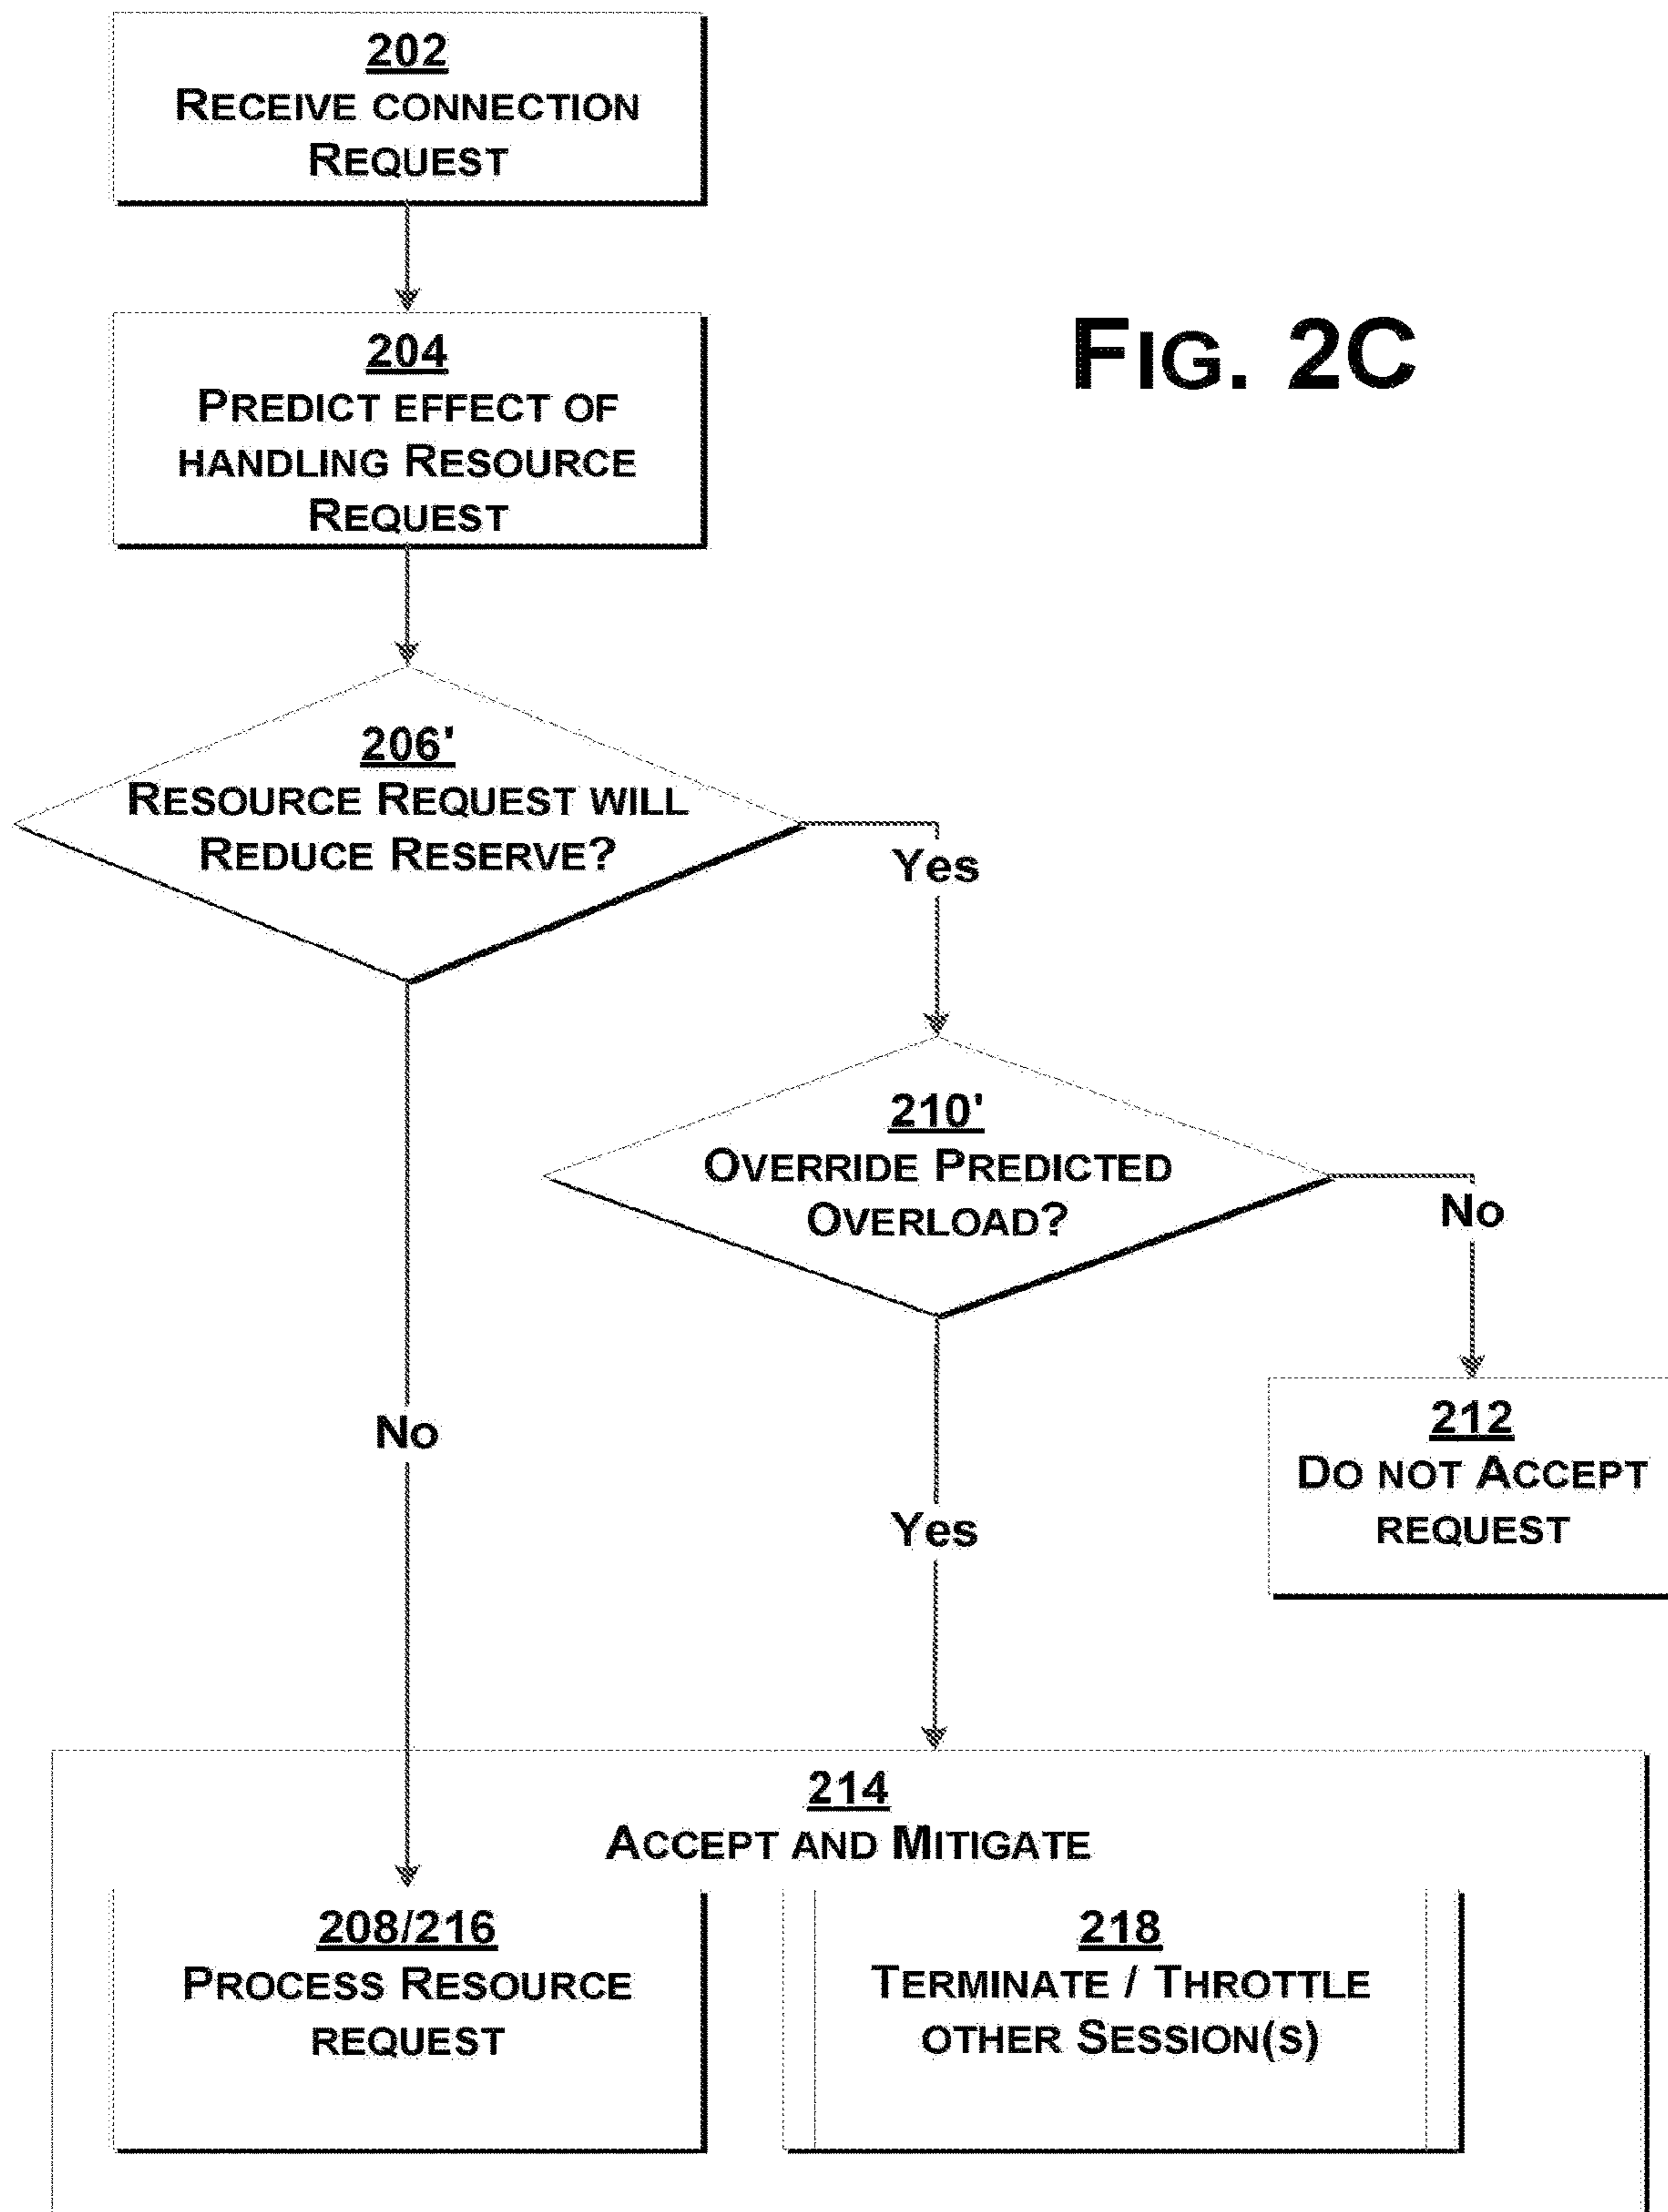 202
RECEIVE CONNECTION
REQUEST
FIG. 2C
204
PREDICT EFFECT OF
HANDLING RESOURCE
REQUEST
206'
RESOURCE REQUEST WILL
REDUCE RESERVE?
Yes
210'
OVERRIDE PREDICTED
OVERLOAD?
No
212
DO NOT ACCEPT
REQUEST
No
Yes
214
ACCEPT AND MITIGATE
208/216
PROCESS RESOURCE
REQUEST
218
TERMINATE / THROTTLE
OTHER SESSION(S)